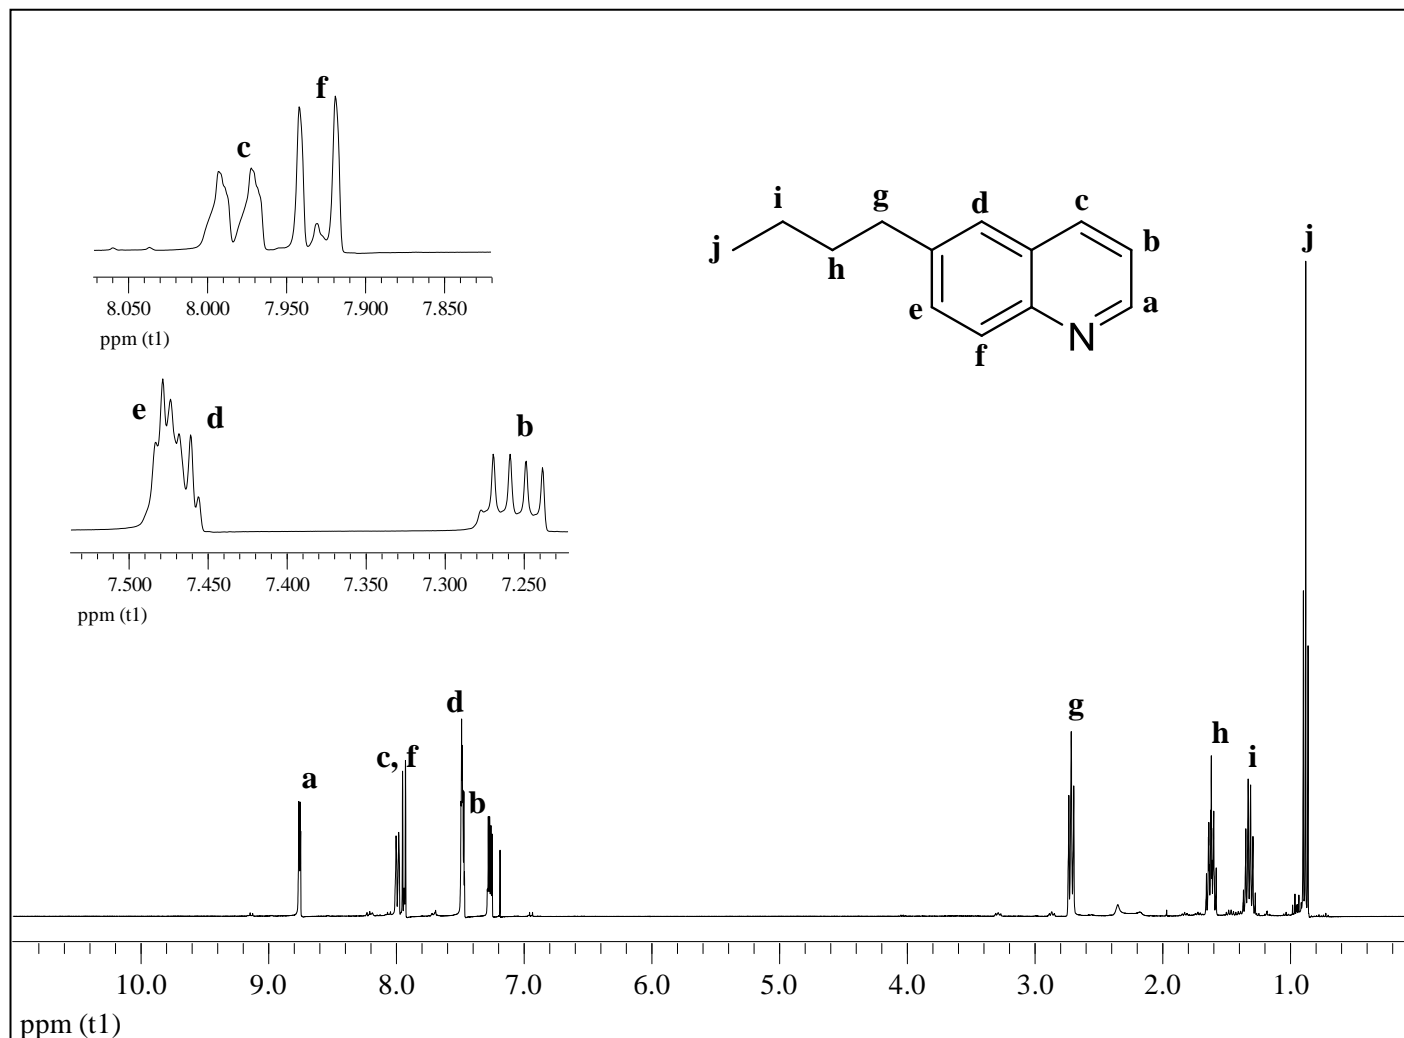 f
c
8.050 8.000 7.950 7.900 7.850
ppm (t1)
e d b
7.500 7.450 7.400 7.350 7.300 7.250
ppm (t1)
i g d c
j h b
e a
f N
j
d g
c, f h
a b i
10.0 9.0 8.0 7.0 6.0 5.0 4.0 3.0 2.0 1.0
ppm (t1)